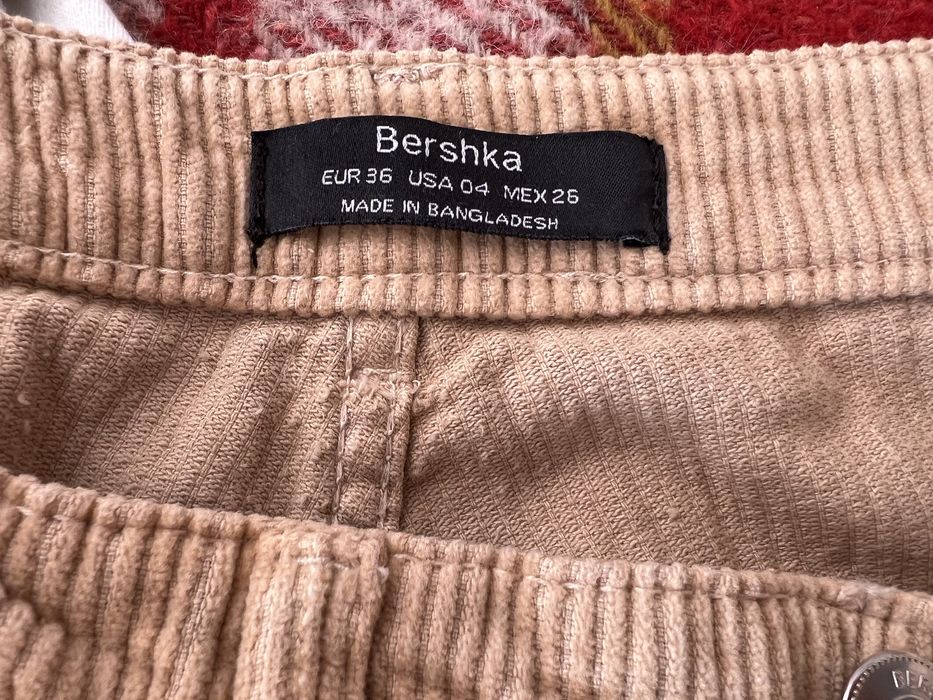 Bershka
EUR 36 USA 04 MEX 26
MADE IN BANGLADESH